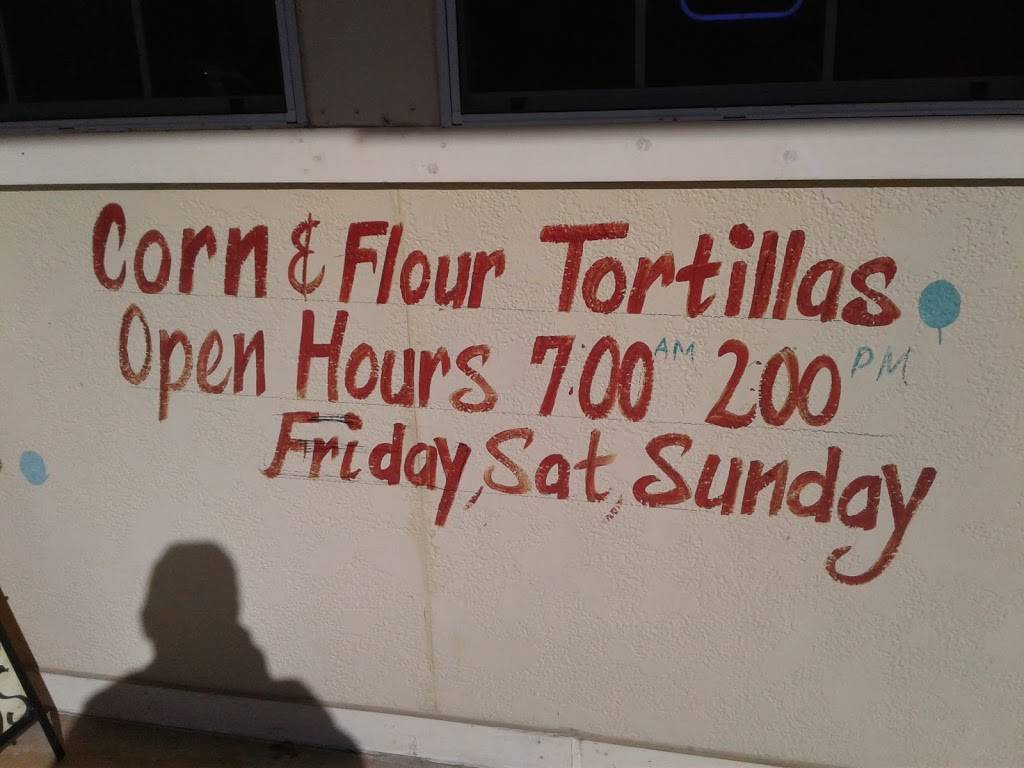 Corn & Flour Tortillas
Open Hours 7:00 AM 2:00 PM
Friday, Sat, Sunday